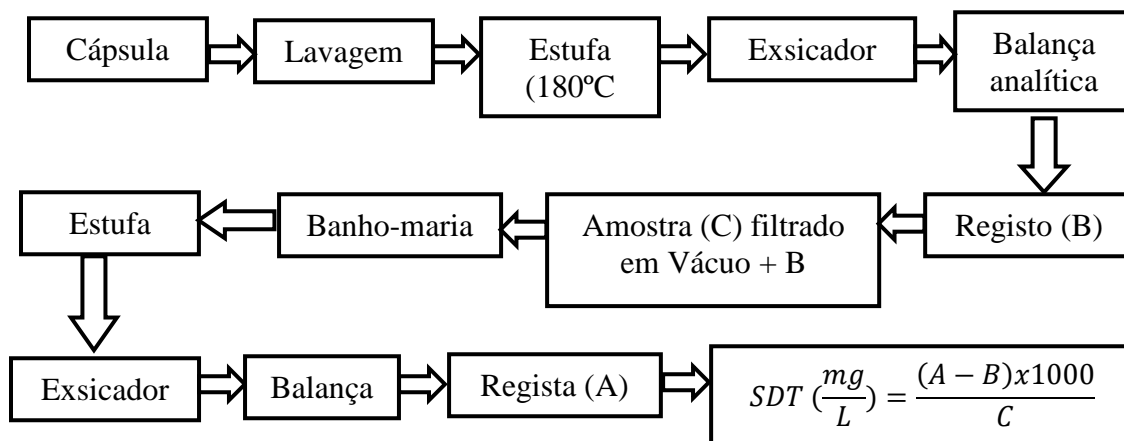 Cápsula
Lavagem
Estufa
(180ºC
Exsicador
Balança
analítica
Registo (B)
Amostra (C) filtrado
em Vácuo + B
Banho-maria
Estufa
Exsicador
Balança
Regista (A)
SDT (mg/L) = (A − B)x1000/C